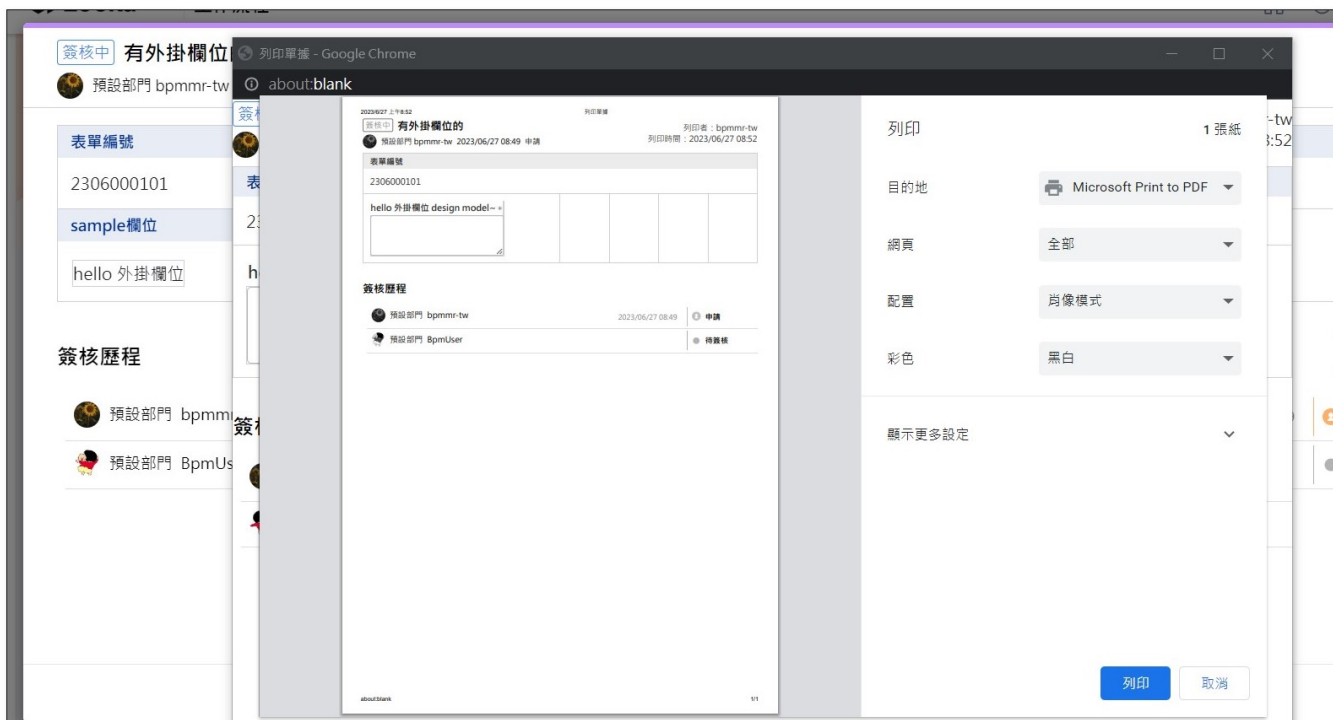 簽核中 有外掛欄位
預設部門 bpmmr-tw
表單編號
2306000101
sample欄位
hello 外掛欄位
簽核歷程
預設部門 bpmm
預設部門 BpmUs
列印單據 - Google Chrome
about:blank
2023/6/27 上午8:52
列印單據
簽核中 有外掛欄位的
列印者：bpmmr-tw
預設部門 bpmmr-tw 2023/06/27 08:49 申請
列印時間：2023/06/27 08:52
表單編號
2306000101
hello 外掛欄位 design model~
簽核歷程
預設部門 bpmmr-tw 2023/06/27 08:49 申請
預設部門 BpmUser 待簽核
about:blank
1/1
列印
1 張紙
目的地
Microsoft Print to PDF
網頁
全部
配置
肖像模式
彩色
黑白
顯示更多設定
列印
取消
-tw
:52